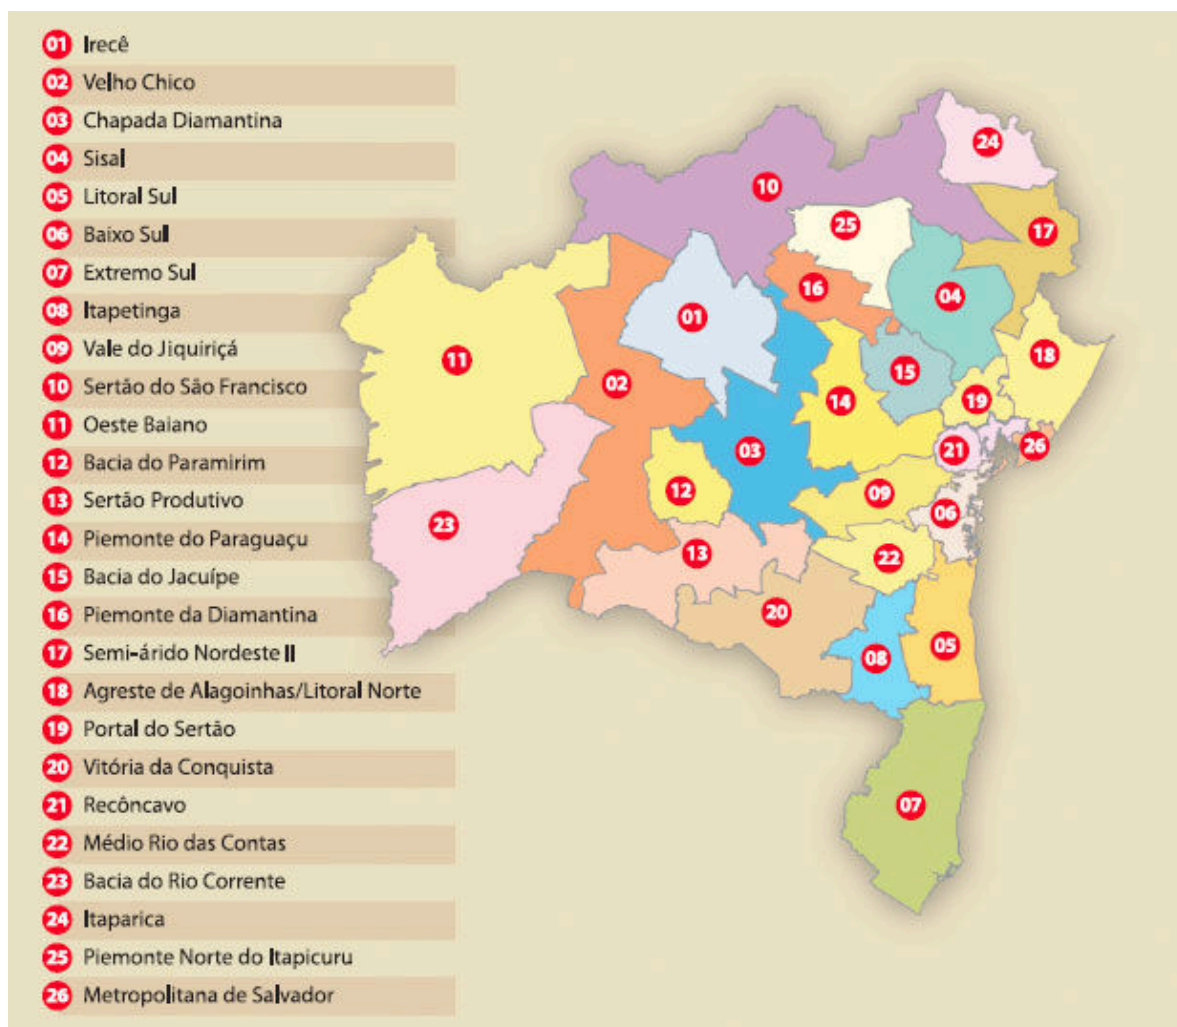 01 Irecê
02 Velho Chico
03 Chapada Diamantina
04 Sisal
05 Litoral Sul
06 Baixo Sul
07 Extremo Sul
08 Itapetinga
09 Vale do Jiquiriçá
10 Sertão do São Francisco
11 Oeste Baiano
12 Bacia do Paramirim
13 Sertão Produtivo
14 Piemonte do Paraguaçu
15 Bacia do Jacuípe
16 Piemonte da Diamantina
17 Semi-árido Nordeste II
18 Agreste de Alagoinhas/Litoral Norte
19 Portal do Sertão
20 Vitória da Conquista
21 Recôncavo
22 Médio Rio das Contas
23 Bacia do Rio Corrente
24 Itaparica
25 Piemonte Norte do Itapicuru
26 Metropolitana de Salvador
24
10
25
17
16
04
01
18
11
15
02
14
19
26
03
21
12
09
06
23
13
22
20
05
08
07